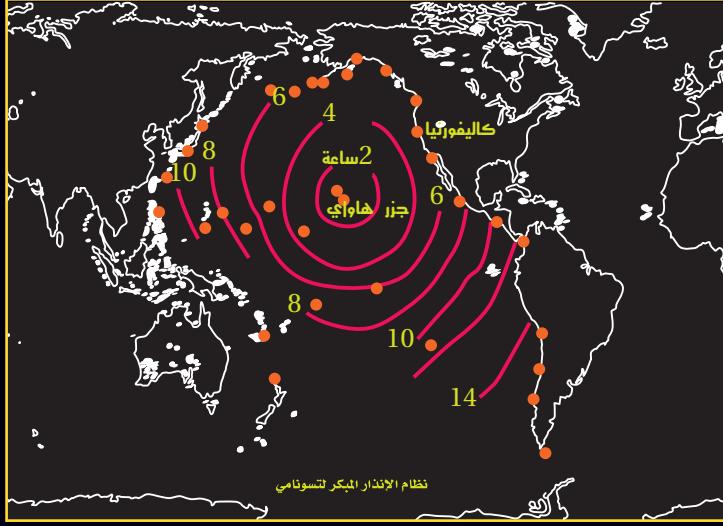 6
4
كاليفورنيا
8
2ساعة
10
6
جزر هاواي
8
10
14
نظام الإنذار المبكر لتسونامي